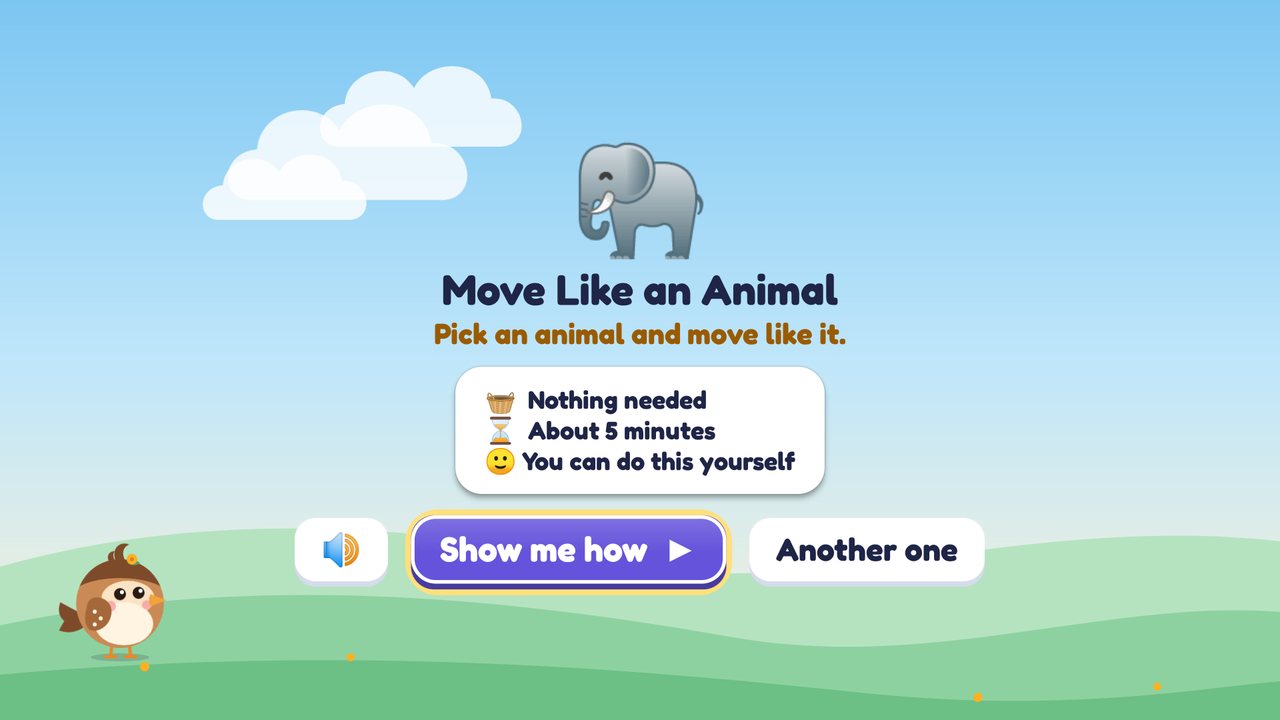 Move Like an Animal
Pick an animal and move like it.
Nothing needed
About 5 minutes
You can do this yourself
Show me how
Another one